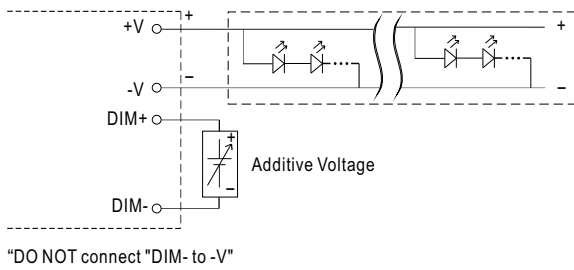 +V + +
-V − −
DIM+
+
Additive Voltage
−
DIM-
“DO NOT connect "DIM- to -V"